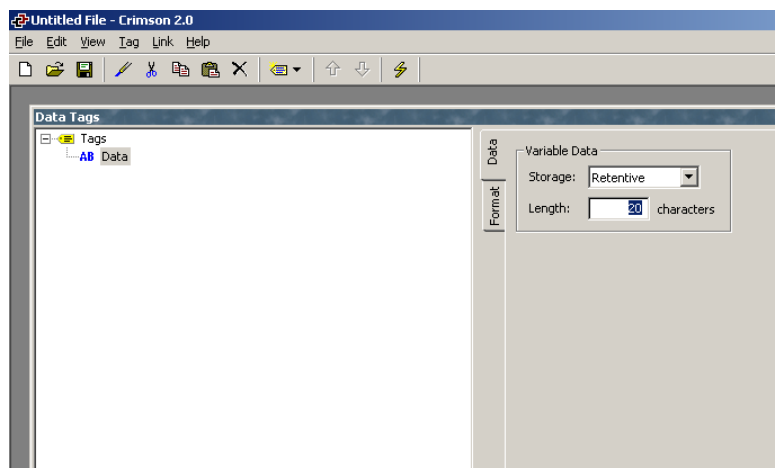 Untitled File - Crimson 2.0
File Edit View Tag Link Help
Data Tags
Tags
AB Data
Data
Format
Variable Data
Storage: Retentive
Length: 20 characters